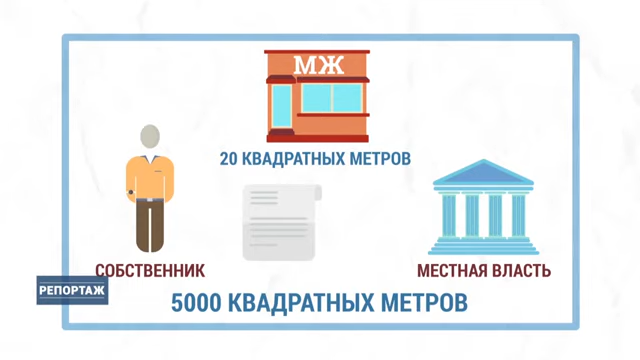 МЖ
20 КВАДРАТНЫХ МЕТРОВ
СОБСТВЕННИК
МЕСТНАЯ ВЛАСТЬ
РЕПОРТАЖ
5000 КВАДРАТНЫХ МЕТРОВ